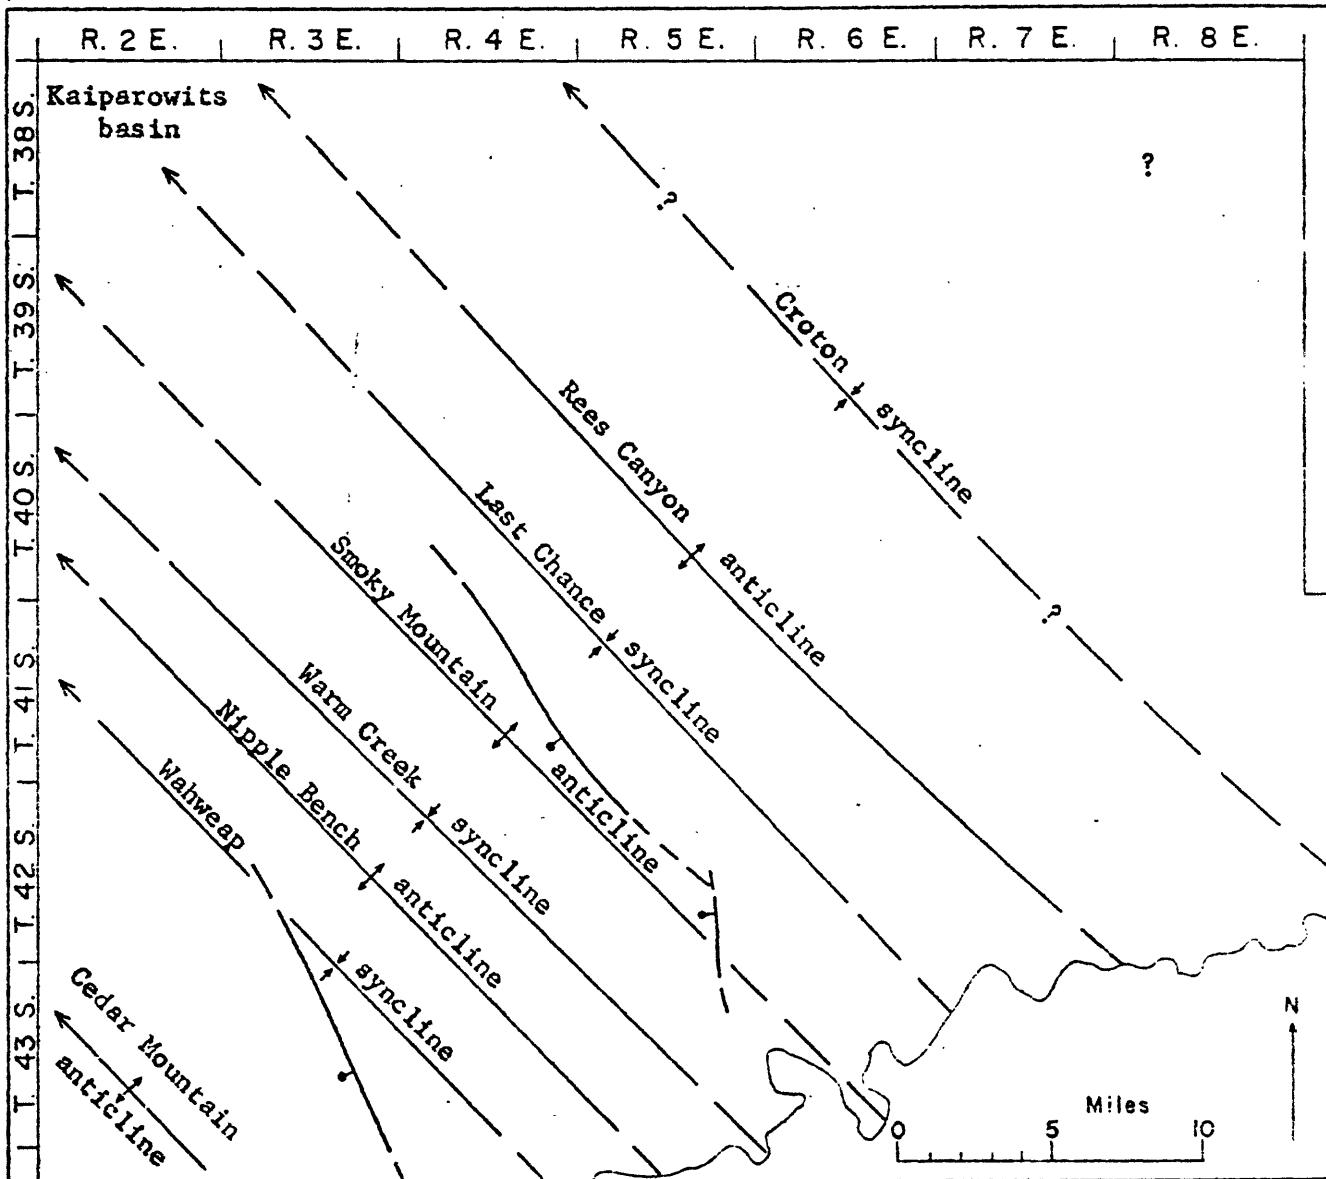 R. 2 E. R. 3 E. R. 4 E. R. 5 E. R. 6 E. R. 7 E. R. 8 E.
T. 38 S.
T. 39 S.
T. 40 S.
T. 41 S.
T. 42 S.
T. 43 S.
Kaiparowits
basin
?
?
Croton syncline
?
Rees Canyon anticline
Last Chance syncline
Smoky Mountain anticline
Warm Creek syncline
Nipple Bench anticline
Wahweap syncline
Cedar Mountain
anticline
N
Miles
0 5 10